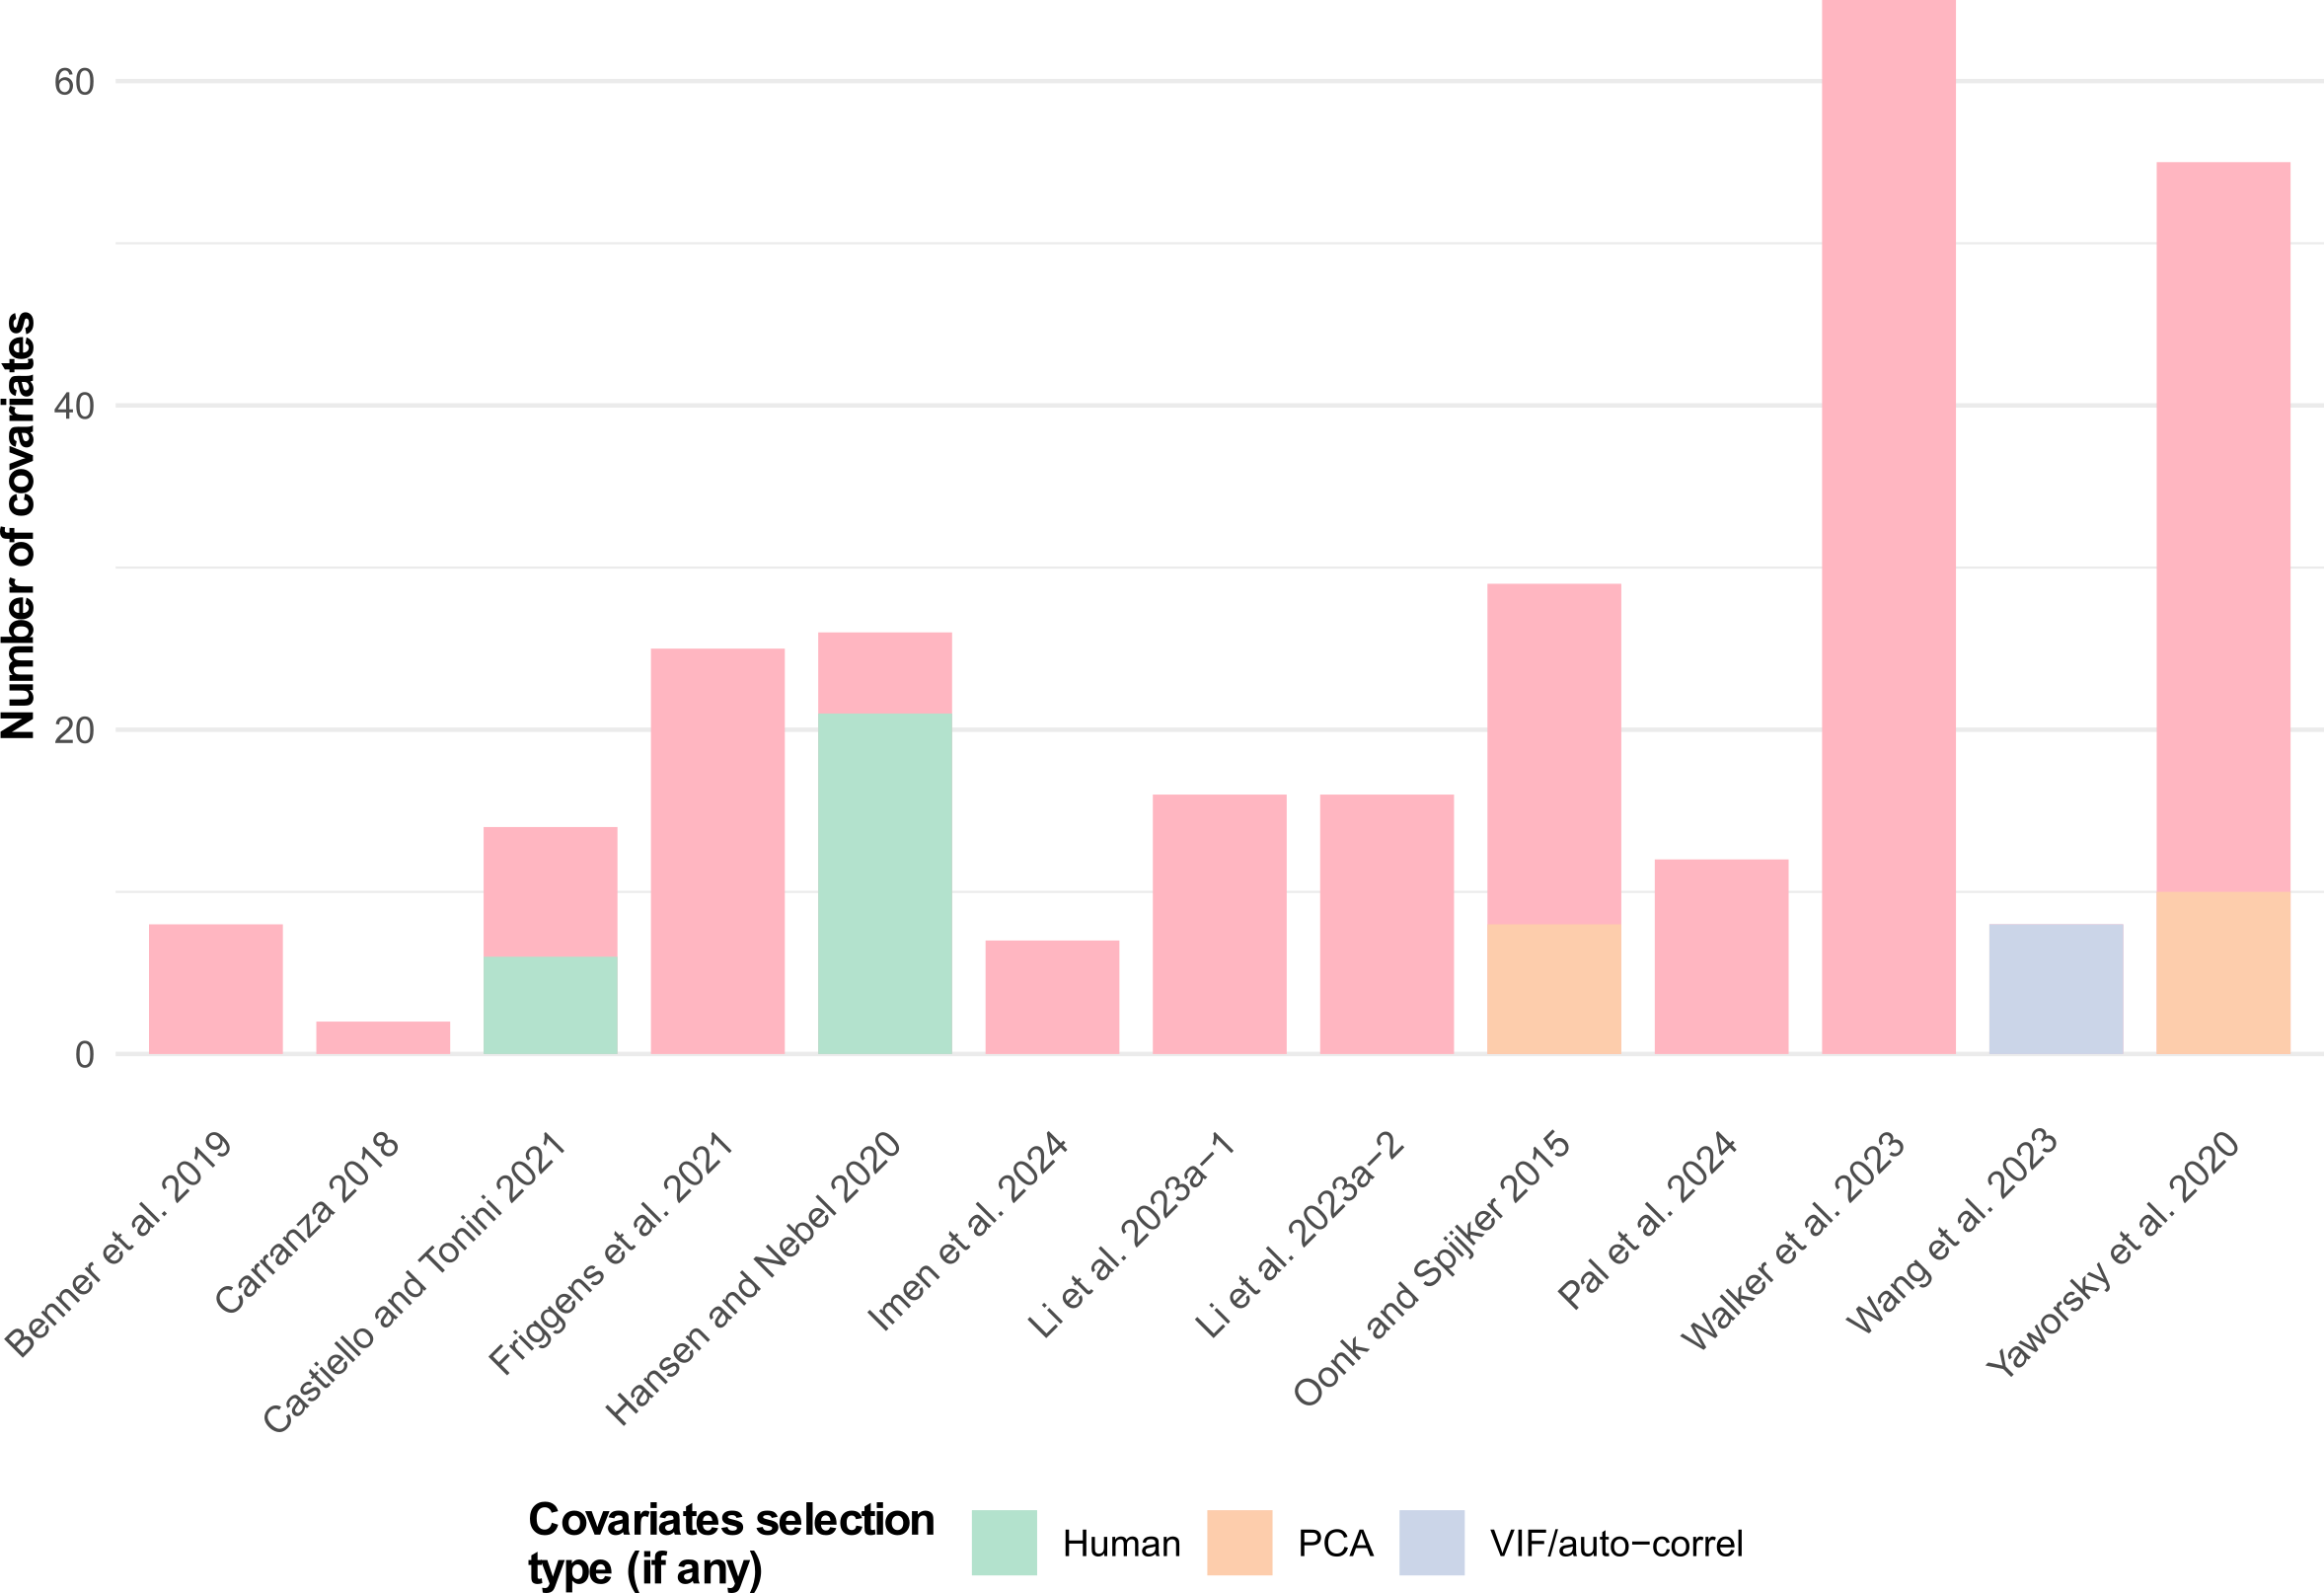 60
40
20
0
Number of covariates
Benner et al. 2019
Carranza 2018
Castiello and Tonini 2021
Friggens et al. 2021
Hansen and Nebel 2020
Imen et al. 2024
Li et al. 2023a−1
Li et al. 2023a−2
Oonk and Spijker 2015
Pal et al. 2024
Walker et al. 2023
Wang et al. 2023
Yaworsky et al. 2020
Covariates selection
type (if any)
Human
PCA
VIF/auto−correl